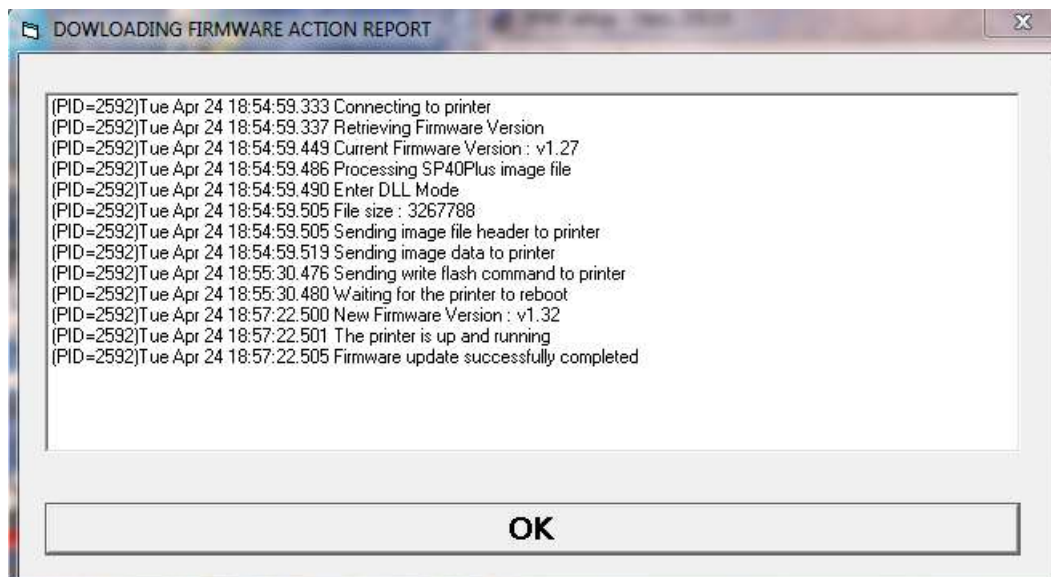 DOWLOADING FIRMWARE ACTION REPORT
(PID=2592)Tue Apr 24 18:54:59.333 Connecting to printer
(PID=2592)Tue Apr 24 18:54:59.337 Retrieving Firmware Version
(PID=2592)Tue Apr 24 18:54:59.449 Current Firmware Version : v1.27
(PID=2592)Tue Apr 24 18:54:59.486 Processing SP40Plus image file
(PID=2592)Tue Apr 24 18:54:59.490 Enter DLL Mode
(PID=2592)Tue Apr 24 18:54:59.505 File size : 3267788
(PID=2592)Tue Apr 24 18:54:59.505 Sending image file header to printer
(PID=2592)Tue Apr 24 18:54:59.519 Sending image data to printer
(PID=2592)Tue Apr 24 18:55:30.476 Sending write flash command to printer
(PID=2592)Tue Apr 24 18:55:30.480 Waiting for the printer to reboot
(PID=2592)Tue Apr 24 18:57:22.500 New Firmware Version : v1.32
(PID=2592)Tue Apr 24 18:57:22.501 The printer is up and running
(PID=2592)Tue Apr 24 18:57:22.505 Firmware update successfully completed
OK